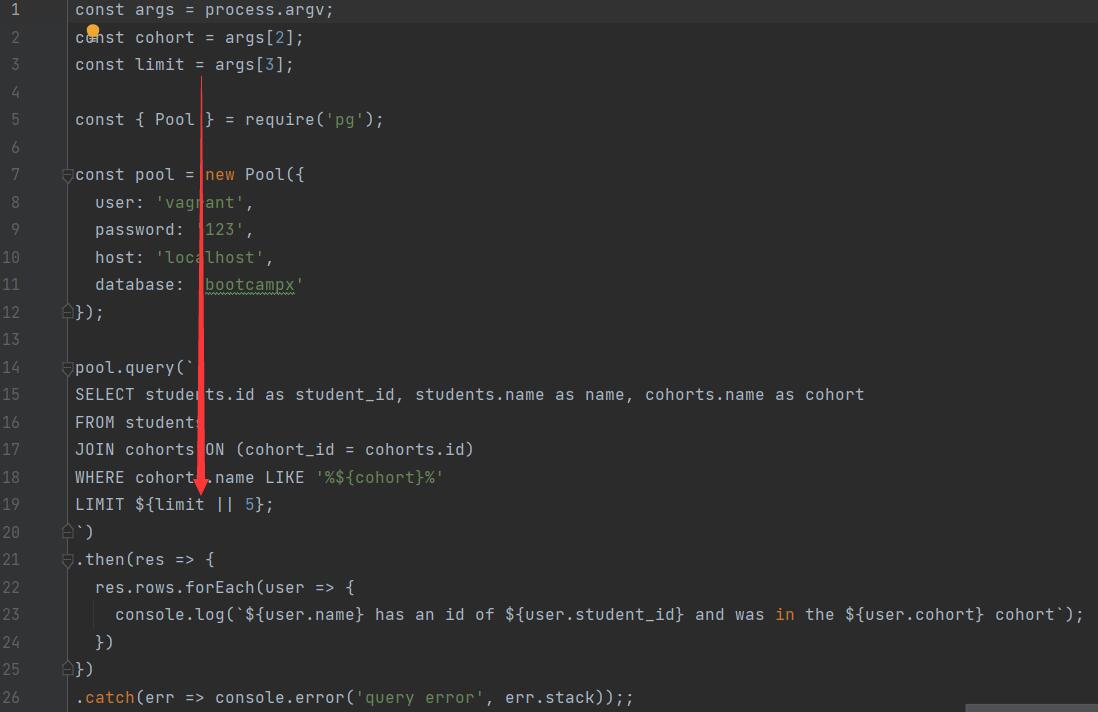 1 const args = process.argv;
2 const cohort = args[2];
3 const limit = args[3];
4
5 const { Pool } = require('pg');
6
7 const pool = new Pool({
8   user: 'vagrant',
9   password: '123',
10   host: 'localhost',
11   database: 'bootcampx'
12 });
13
14 pool.query(`
15 SELECT students.id as student_id, students.name as name, cohorts.name as cohort
16 FROM students
17 JOIN cohorts ON (cohort_id = cohorts.id)
18 WHERE cohorts.name LIKE '%${cohort}%'
19 LIMIT ${limit || 5};
20 `)
21 .then(res => {
22   res.rows.forEach(user => {
23     console.log(`${user.name} has an id of ${user.student_id} and was in the ${user.cohort} cohort`);
24   })
25 })
26 .catch(err => console.error('query error', err.stack));;